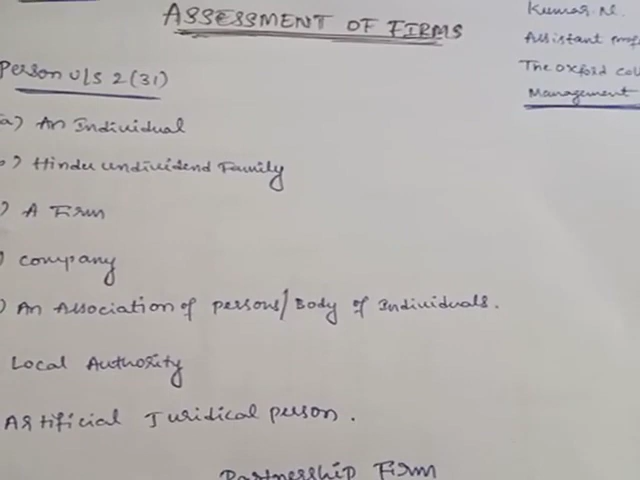 ASSESSMENT OF FIRMS
Kumar. N.
Assistant prof
The oxford col
Management
Person U/S 2(31)
a) An Individual
b) Hindu undividend Family
) A Firm
) company
) An Association of persons/Body of Individuals.
Local Authority
Artificial Juridical person.
Partnership Firm